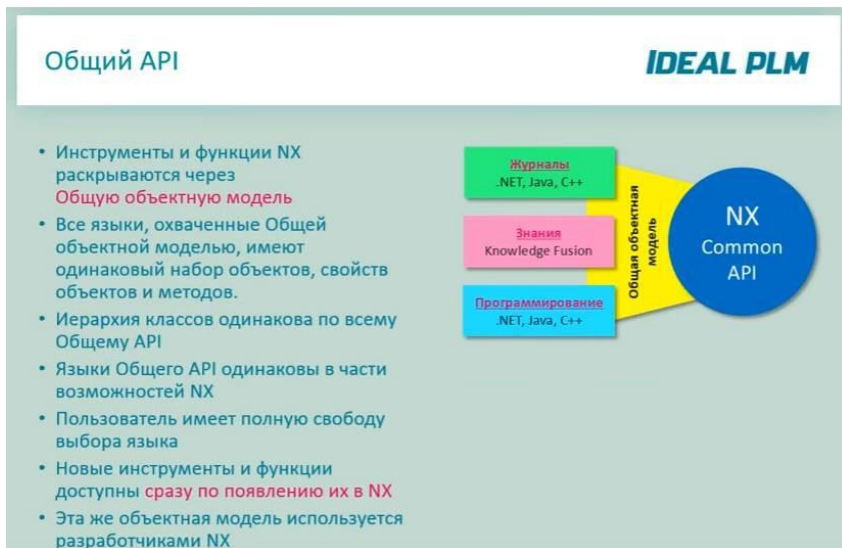 Общий API
IDEAL PLM
• Инструменты и функции NX
раскрываются через
Общую объектную модель
• Все языки, охваченные Общей
объектной моделью, имеют
одинаковый набор объектов, свойств
объектов и методов.
• Иерархия классов одинакова по всему
Общему API
• Языки Общего API одинаковы в части
возможностей NX
• Пользователь имеет полную свободу
выбора языка
• Новые инструменты и функции
доступны сразу по появлению их в NX
• Эта же объектная модель используется
разработчиками NX
Журналы
.NET, Java, C++
Знания
Knowledge Fusion
Программирование
.NET, Java, C++
Общая объектная
модель
NX
Common
API